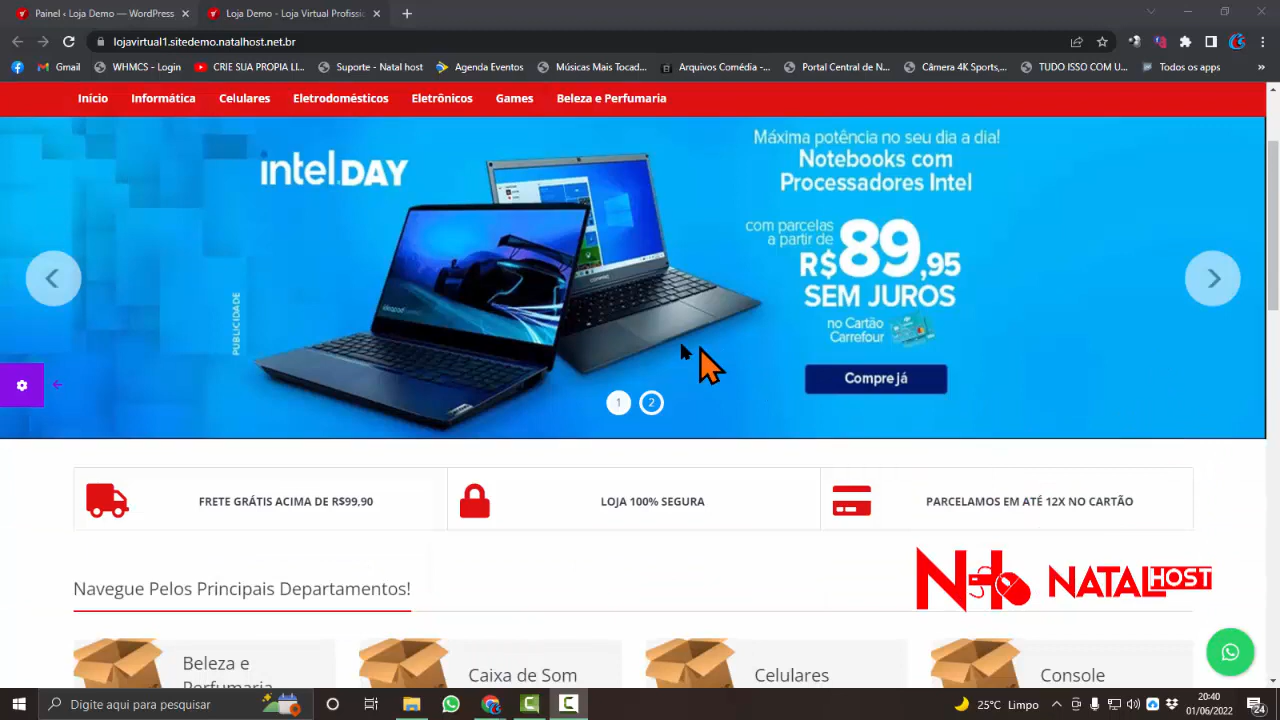 Painel ‹ Loja Demo — WordPress
Loja Demo - Loja Virtual Profissio
lojavirtual1.sitedemo.natalhost.net.br
Gmail
WHMCS - Login
CRIE SUA PROPIA LI...
Suporte - Natal host
Agenda Eventos
Músicas Mais Tocad...
Arquivos Comédia -...
Portal Central de N...
Câmera 4K Sports,...
TUDO ISSO COM U...
Todos os apps
»
Início
Informática
Celulares
Eletrodomésticos
Eletrônicos
Games
Beleza e Perfumaria
intel.DAY
PUBLICIDADE
Máxima potência no seu dia a dia!
Notebooks com
Processadores Intel
com parcelas
a partir de
R$89,95
SEM JUROS
no Cartão
Carrefour
Compre já
1
2
FRETE GRÁTIS ACIMA DE R$99,90
LOJA 100% SEGURA
PARCELAMOS EM ATÉ 12X NO CARTÃO
Navegue Pelos Principais Departamentos!
NATALHOST
Beleza e
Perfumaria
Caixa de Som
Celulares
Console
Digite aqui para pesquisar
25°C Limpo
20:40
01/06/2022
24